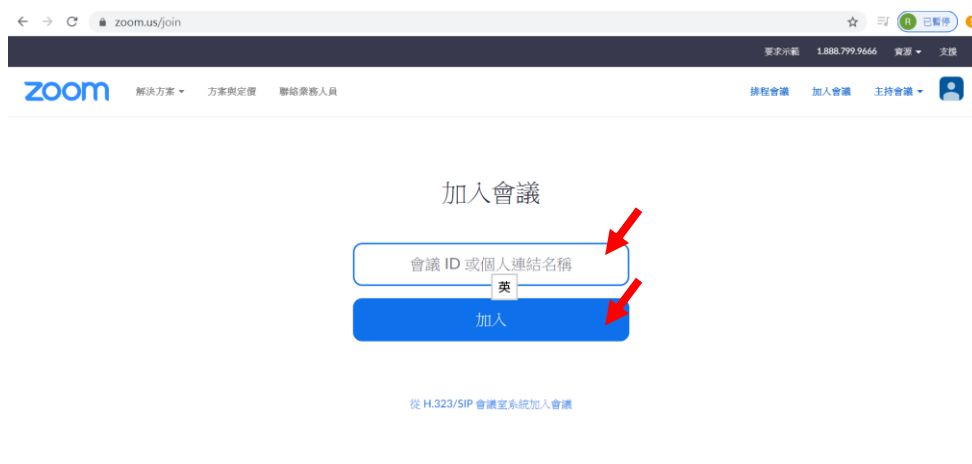 zoom.us/join
R 已暫停
要求示範 1.888.799.9666 資源 支援
zoom 解決方案 方案與定價 聯絡業務人員 排程會議 加入會議 主持會議
加入會議
會議 ID 或個人連結名稱
英
加入
從 H.323/SIP 會議室系統加入會議